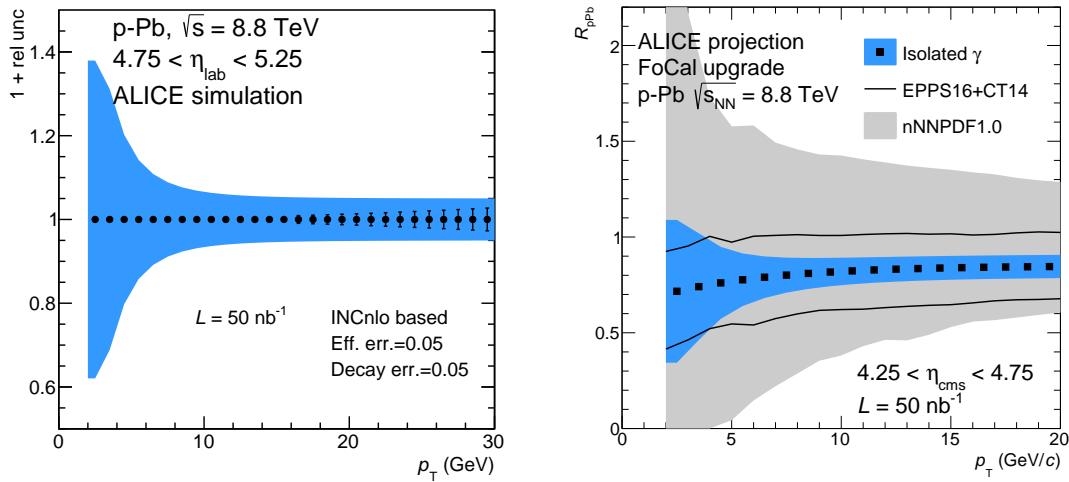 1 + rel unc
1.4
1.2
1
0.8
0.6
p-Pb, √s = 8.8 TeV
4.75 < η_lab < 5.25
ALICE simulation
L = 50 nb⁻¹
INCnlo based
Eff. err.=0.05
Decay err.=0.05
0 10 20 30
p_T (GeV)
R_pPb
2
1.5
1
0.5
0
ALICE projection
FoCal upgrade
p-Pb √s_NN = 8.8 TeV
Isolated γ
EPPS16+CT14
nNNPDF1.0
4.25 < η_cms < 4.75
L = 50 nb⁻¹
0 5 10 15 20
p_T (GeV/c)